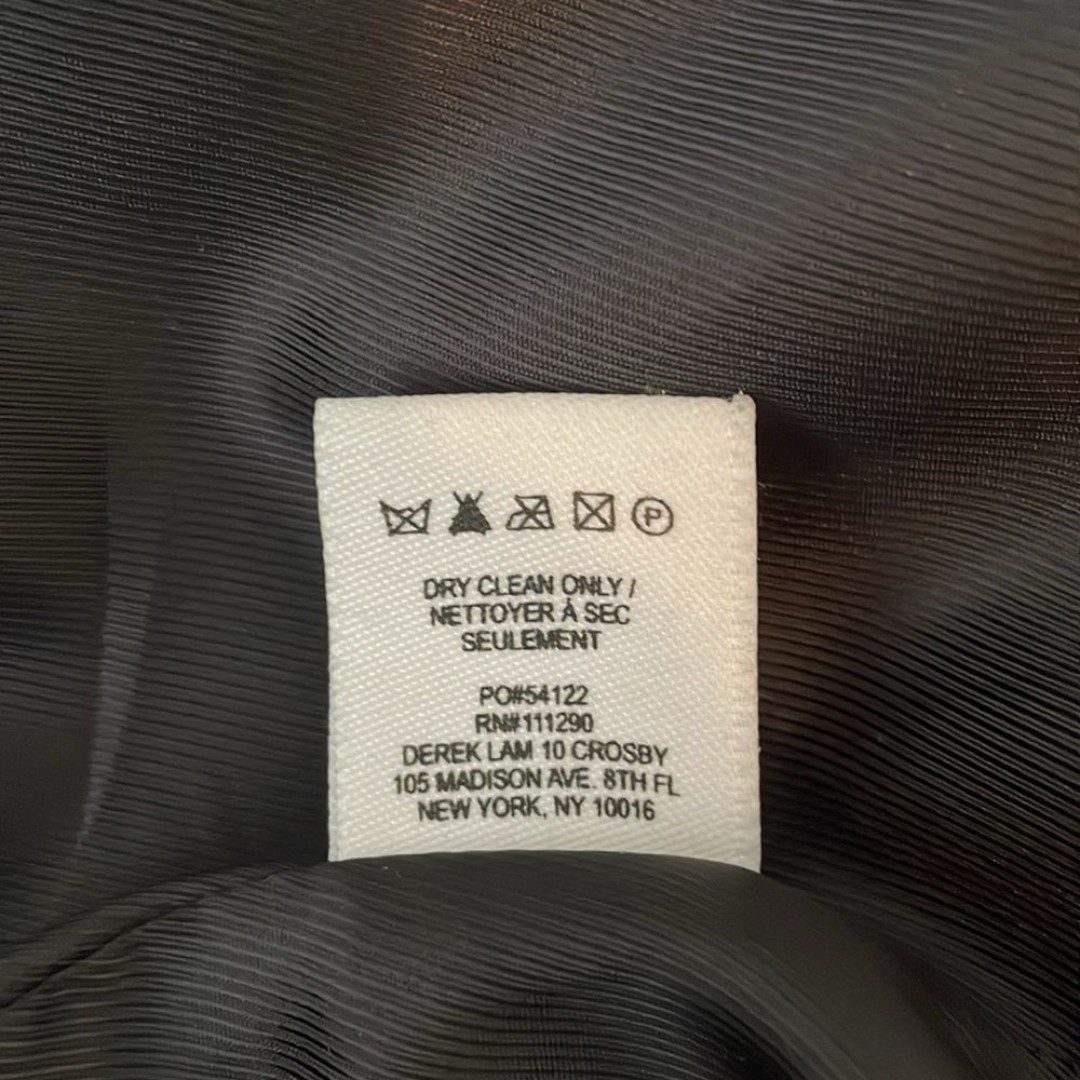 P
DRY CLEAN ONLY /
NETTOYER À SEC
SEULEMENT
PO#54122
RN#111290
DEREK LAM 10 CROSBY
105 MADISON AVE. 8TH FL
NEW YORK, NY 10016